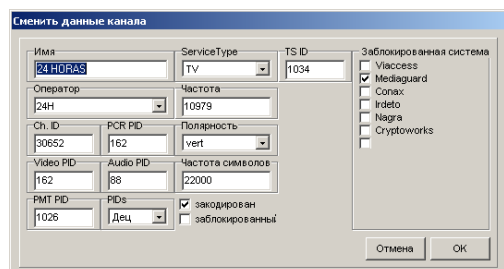 Сменить данные канала
Имя ServiceType TS ID Заблокированная система
24 HORAS TV 1034 Viaccess
Mediaguard
Оператор Частота Conax
24H 10979 Irdeto
Nagra
Ch. ID PCR PID Полярность Cryptoworks
30652 162 vert
Video PID Audio PID Частота символов
162 88 22000
PMT PID PIDs закодирован
1026 Дец заблокированный
Отмена OK